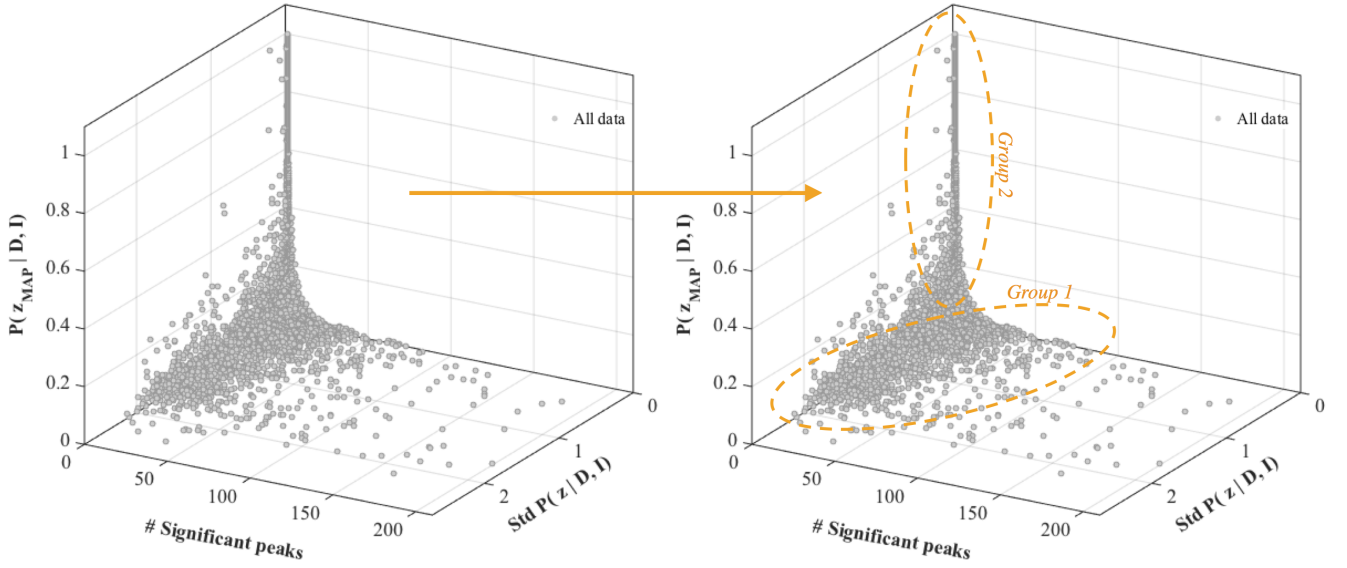 All data
1
0.8
0.6
0.4
0.2
0
P( z_MAP | D, I)
0
50
100
150
200
# Significant peaks
0
1
2
Std P( z | D, I)
All data
Group 2
Group 1
1
0.8
0.6
0.4
0.2
0
P( z_MAP | D, I)
0
50
100
150
200
# Significant peaks
0
1
2
Std P( z | D, I)